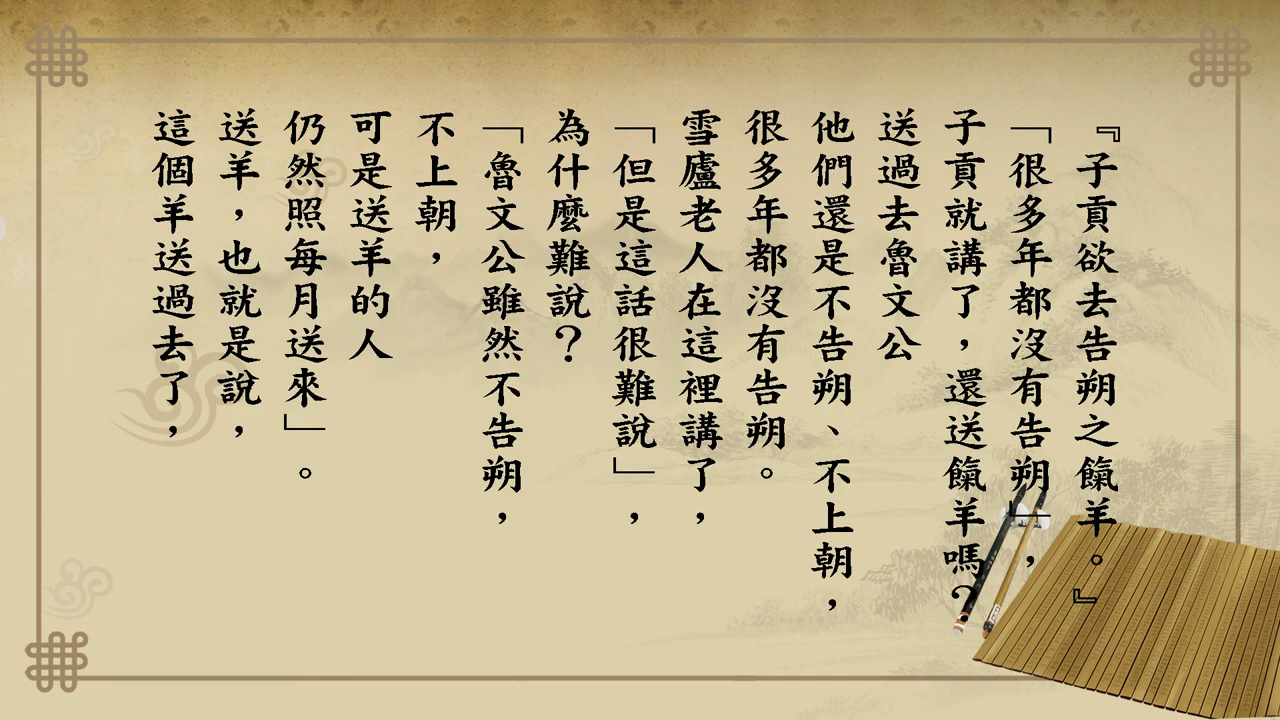 『子貢欲去告朔之餼羊。』
「很多年都沒有告朔」，
子貢就講了，還送餼羊嗎？
送過去魯文公
他們還是不告朔、不上朝，
很多年都沒有告朔。
雪廬老人在這裡講了，
「但是這話很難說」，
為什麼難說？
「魯文公雖然不告朔，
不上朝，
可是送羊的人
仍然照每月送來」。
送羊，也就是說，
這個羊送過去了，